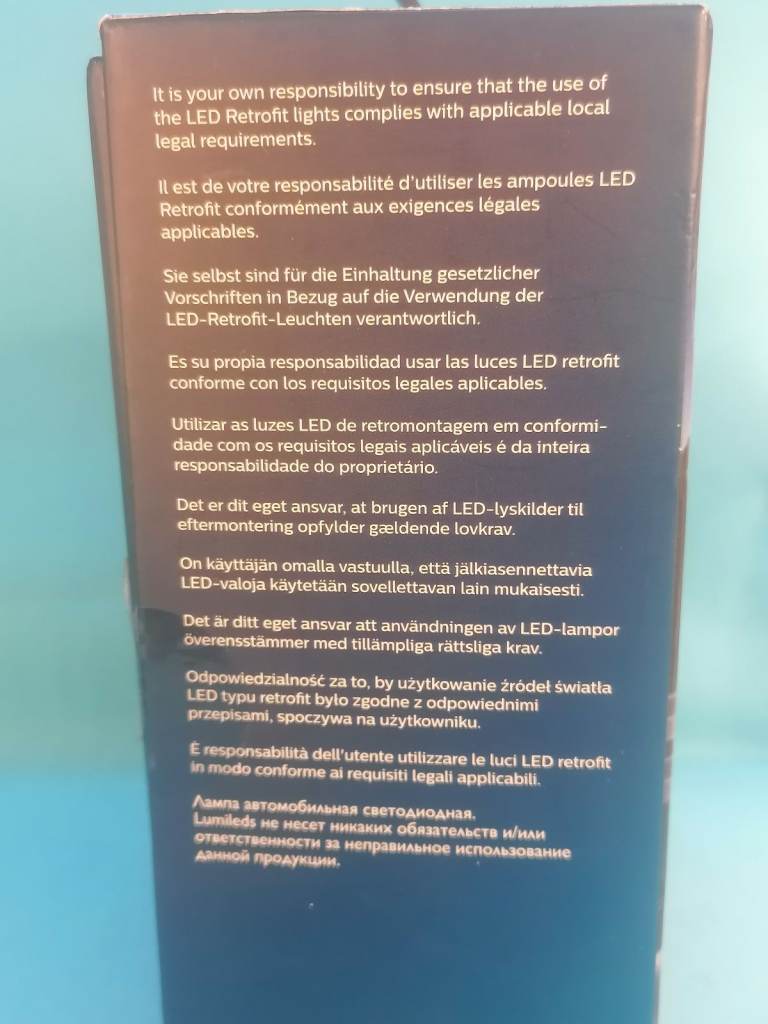 It is your own responsibility to ensure that the use of
the LED Retrofit lights complies with applicable local
legal requirements.
Il est de votre responsabilité d'utiliser les ampoules LED
Retrofit conformément aux exigences légales
applicables.
Sie selbst sind für die Einhaltung gesetzlicher
Vorschriften in Bezug auf die Verwendung der
LED-Retrofit-Leuchten verantwortlich.
Es su propia responsabilidad usar las luces LED retrofit
conforme con los requisitos legales aplicables.
Utilizar as luzes LED de retromontagem em conformi-
dade com os requisitos legais aplicáveis é da inteira
responsabilidade do proprietário.
Det er dit eget ansvar, at brugen af LED-lyskilder til
eftermontering opfylder gældende lovkrav.
On käyttäjän omalla vastuulla, että jälkiasennettavia
LED-valoja käytetään sovellettavan lain mukaisesti.
Det är ditt eget ansvar att användningen av LED-lampor
överensstämmer med tillämpliga rättsliga krav.
Odpowiedzialność za to, by użytkowanie źródeł światła
LED typu retrofit było zgodne z odpowiednimi
przepisami, spoczywa na użytkowniku.
È responsabilità dell'utente utilizzare le luci LED retrofit
in modo conforme ai requisiti legali applicabili.
Лампа автомобильная светодиодная.
Lumileds не несет никаких обязательств и/или
ответственности за неправильное использование
данной продукции.